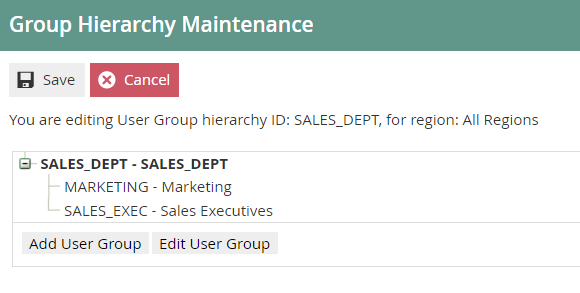 Group Hierarchy Maintenance
Save Cancel
You are editing User Group hierarchy ID: SALES_DEPT, for region: All Regions
SALES_DEPT - SALES_DEPT
MARKETING - Marketing
SALES_EXEC - Sales Executives
Add User Group Edit User Group